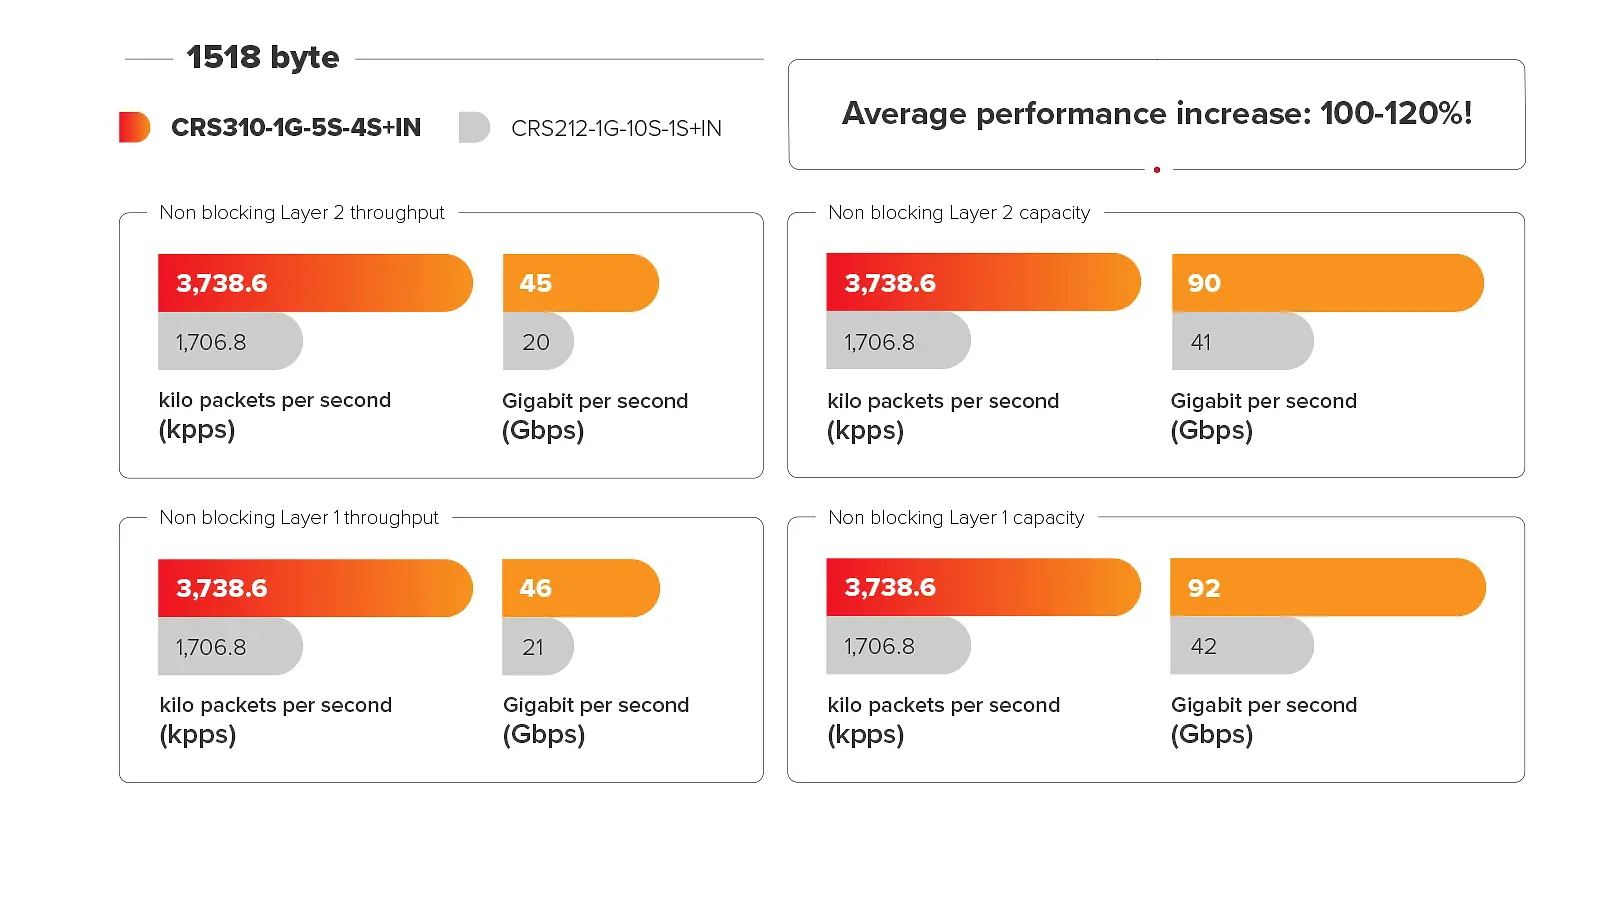 1518 byte
CRS310-1G-5S-4S+IN
CRS212-1G-10S-1S+IN
Average performance increase: 100-120%!
Non blocking Layer 2 throughput
3,738.6
1,706.8
kilo packets per second
(kpps)
45
20
Gigabit per second
(Gbps)
Non blocking Layer 2 capacity
3,738.6
1,706.8
kilo packets per second
(kpps)
90
41
Gigabit per second
(Gbps)
Non blocking Layer 1 throughput
3,738.6
1,706.8
kilo packets per second
(kpps)
46
21
Gigabit per second
(Gbps)
Non blocking Layer 1 capacity
3,738.6
1,706.8
kilo packets per second
(kpps)
92
42
Gigabit per second
(Gbps)